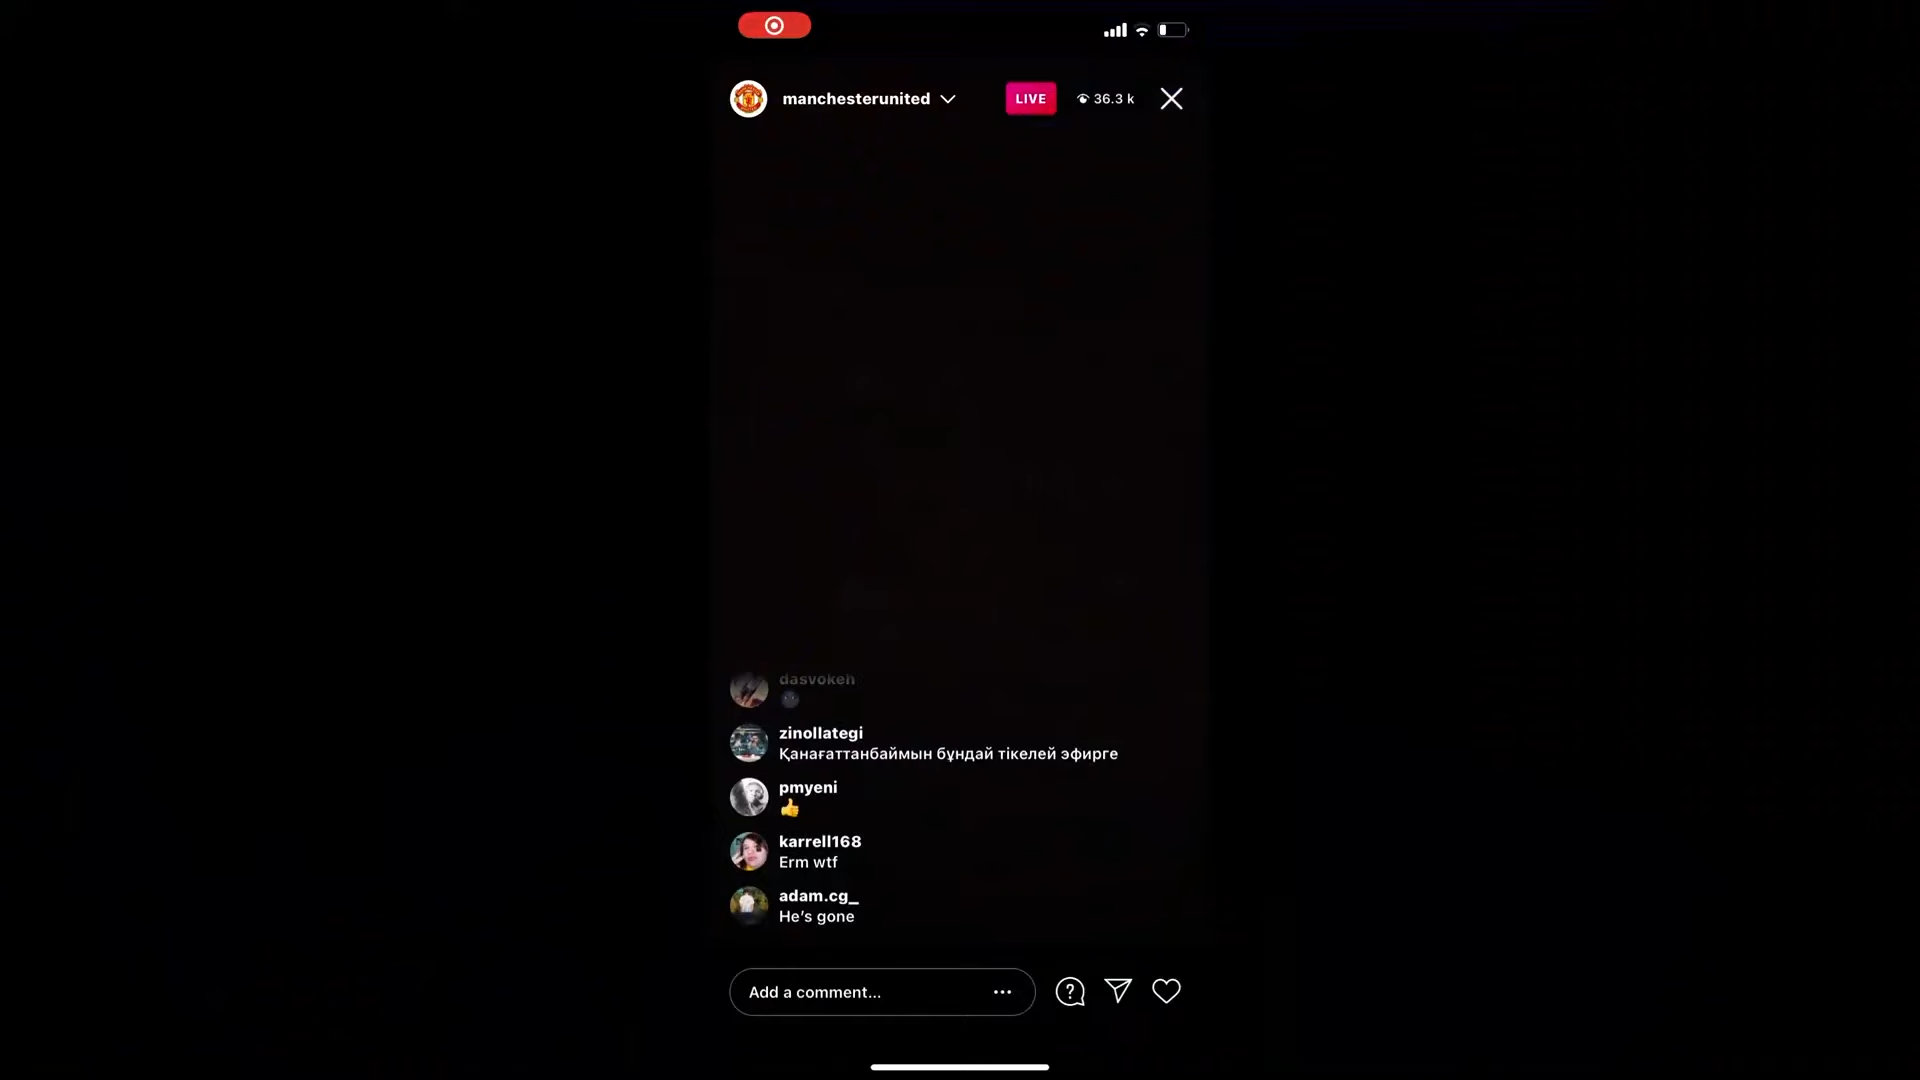 manchesterunited
LIVE
36.3 k
dasvokeh
zinollategi
Қанағаттанбаймын бұндай тікелей эфирге
pmyeni
👍
karrell168
Erm wtf
adam.cg_
He's gone
Add a comment...